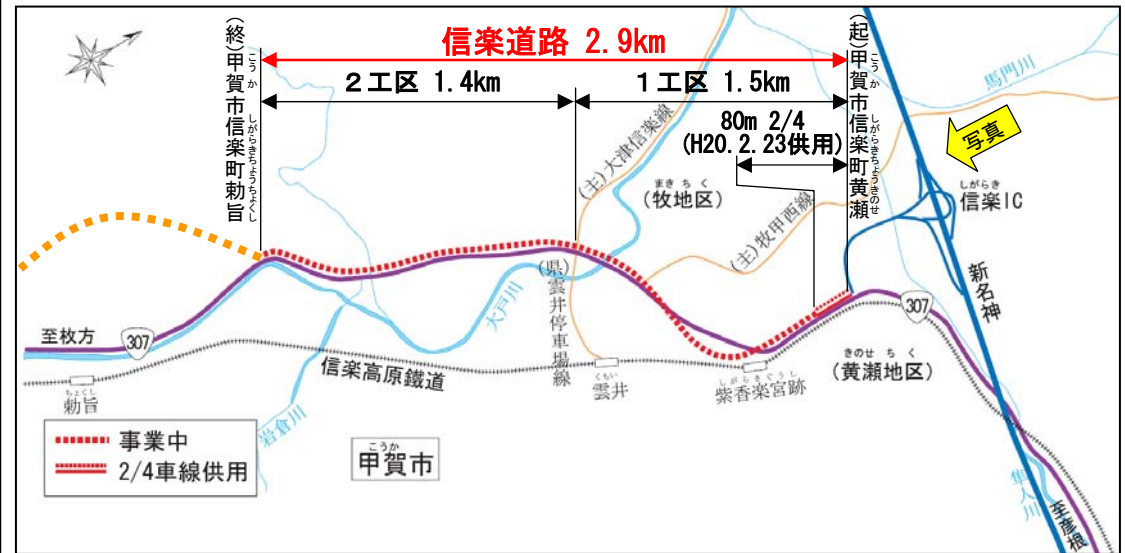 信楽道路 2.9km
2工区 1.4km
1工区 1.5km
80m 2/4
(H20.2.23供用)
(終)甲賀市信楽町勅旨
こうか
しがらきちょうちょくし
(起)甲賀市信楽町黄瀬
こうか
しがらきちょうきのせ
馬門川
写真
しがらき
信楽IC
(主)大津信楽線
まきちく
(牧地区)
(主)牧甲西線
新名神
大戸川
(県)雲井停車場線
至枚方
307
307
信楽高原鐵道
きのせちく
(黄瀬地区)
くもい
雲井
しがらきぐうし
紫香楽宮跡
ちょくし
勅旨
岩倉川
事業中
2/4車線供用
こうか
甲賀市
隼人川
至彦根